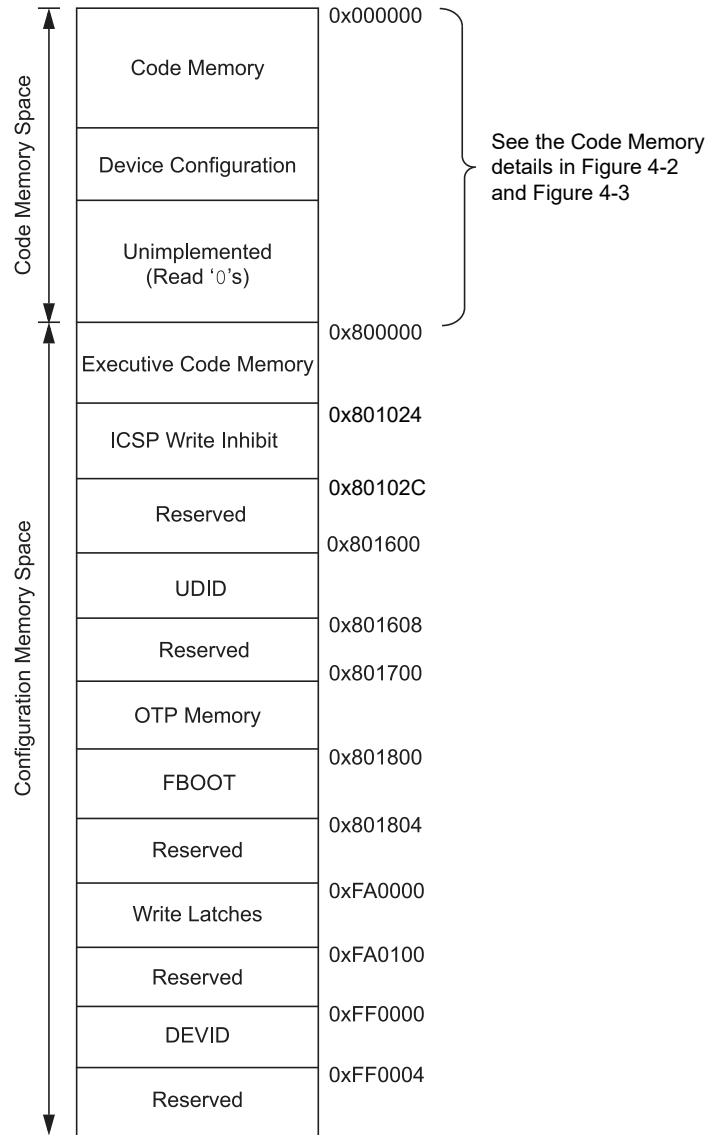 0x000000
Code Memory
Device Configuration
Unimplemented
(Read ‘0’s)
Code Memory Space
See the Code Memory
details in Figure 4-2
and Figure 4-3
0x800000
Executive Code Memory
0x801024
ICSP Write Inhibit
0x80102C
Reserved
0x801600
UDID
0x801608
Reserved
0x801700
OTP Memory
0x801800
FBOOT
0x801804
Reserved
0xFA0000
Write Latches
0xFA0100
Reserved
0xFF0000
DEVID
0xFF0004
Reserved
Configuration Memory Space